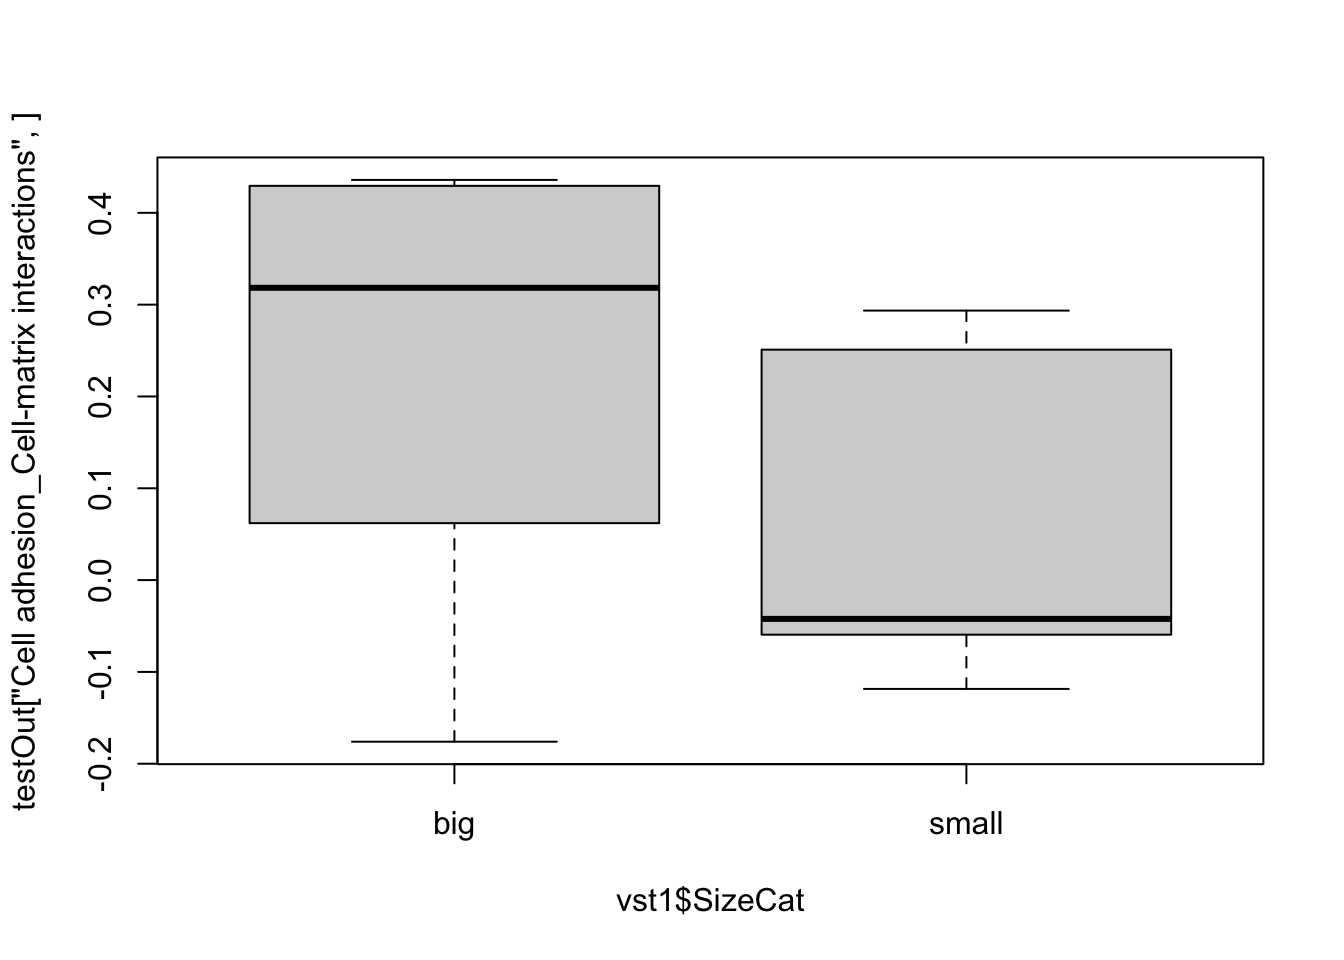 testOut["Cell adhesion_Cell-matrix interactions", ]
0.4
0.3
0.2
0.1
0.0
-0.1
-0.2
big small
vst1$SizeCat